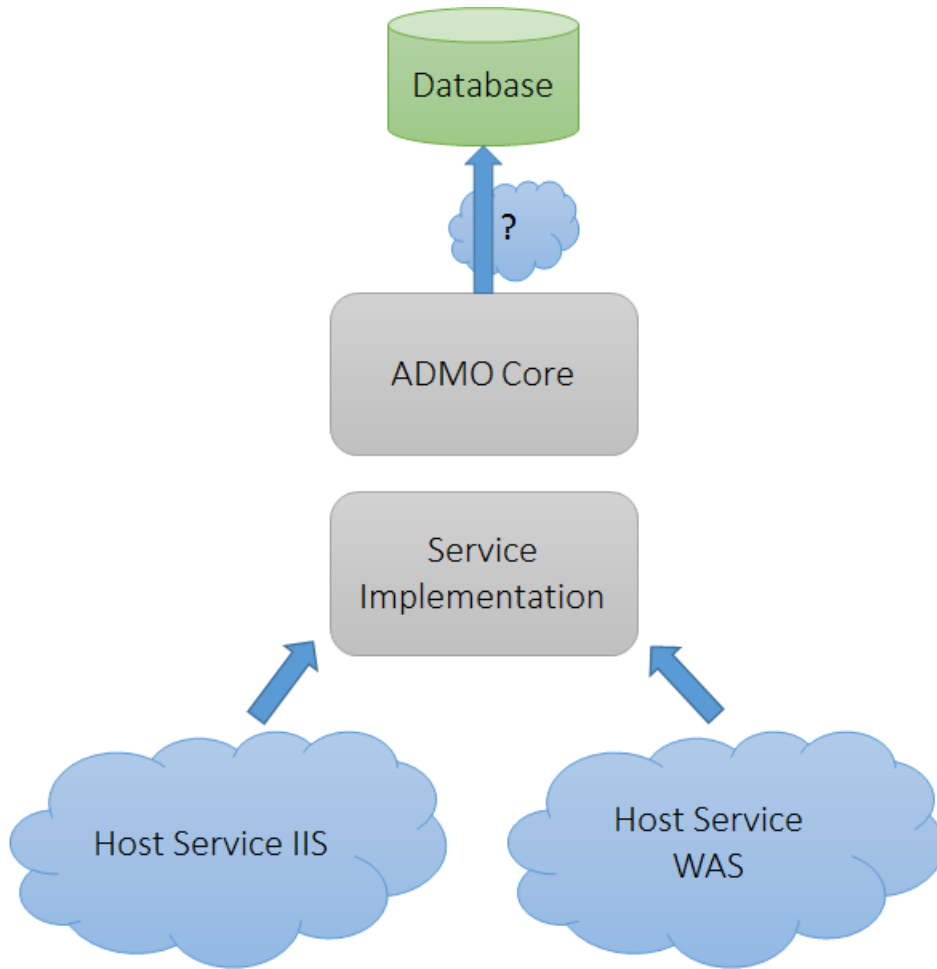 Database
?
ADMO Core
Service
Implementation
Host Service IIS
Host Service
WAS